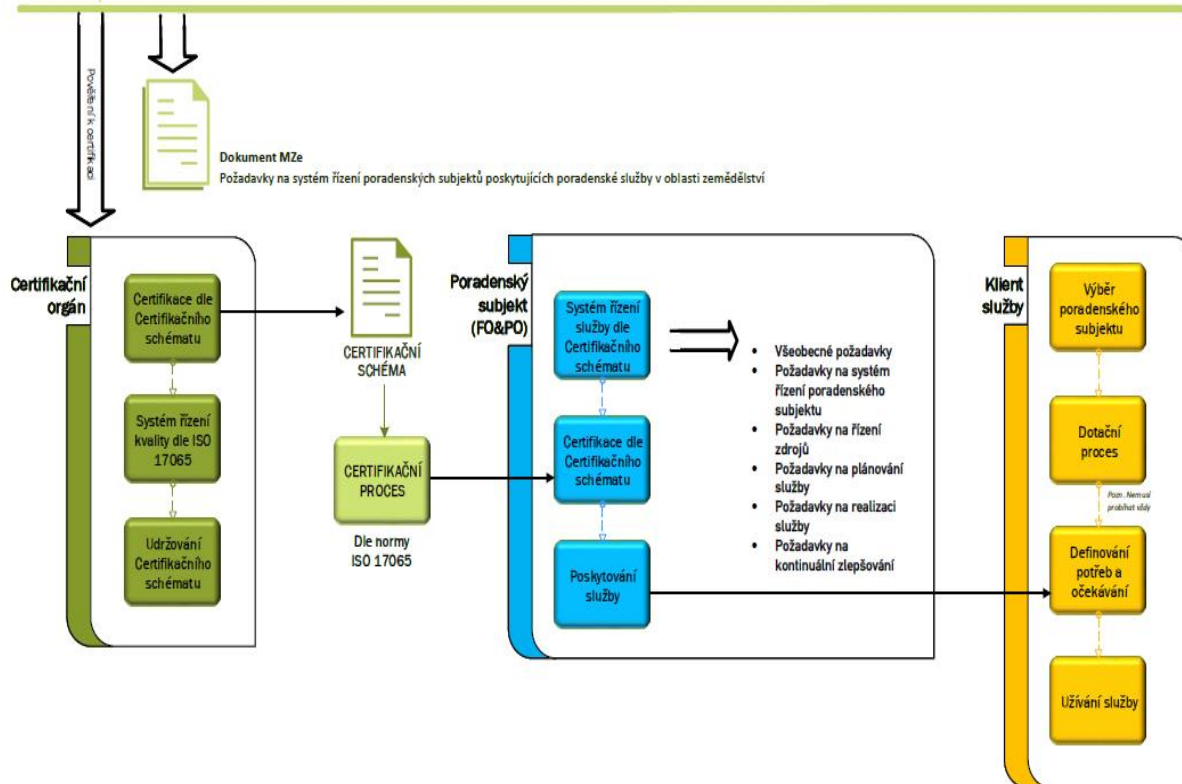 Pověření k certifikaci
Dokument MZe
Požadavky na systém řízení poradenských subjektů poskytujících poradenské služby v oblasti zemědělství
Certifikační
orgán
Certifikace dle
Certifikačního
schématu
Systém řízení
kvality dle ISO
17065
Udržování
Certifikačního
schématu
CERTIFIKAČNÍ
SCHÉMA
CERTIFIKAČNÍ
PROCES
Dle normy
ISO 17065
Poradenský
subjekt
(FO&PO)
Systém řízení
služby dle
Certifikačního
schématu
Certifikace dle
Certifikačního
schématu
Poskytování
služby
• Všeobecné požadavky
• Požadavky na systém
řízení poradenského
subjektu
• Požadavky na řízení
zdrojů
• Požadavky na plánování
služby
• Požadavky na realizaci
služby
• Požadavky na
kontinuální zlepšování
Klient
služby
Výběr
poradenského
subjektu
Dotační
proces
Pozn. Nemusí
probíhat vždy
Definování
potřeb a
očekávání
Užívání služby